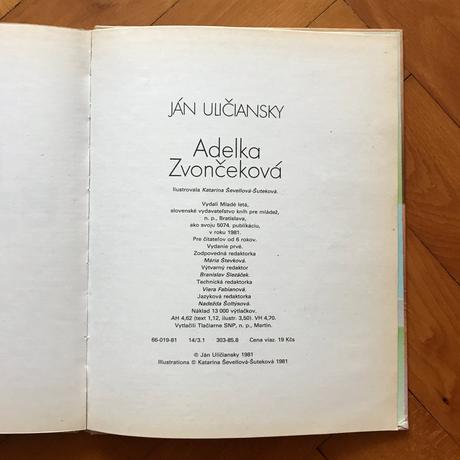 JÁN ULIČIANSKY
Adelka
Zvončeková
Ilustrovala Katarína Ševellová-Šuteková.
Vydali Mladé letá,
slovenské vydavateľstvo kníh pre mládež,
n. p., Bratislava,
ako svoju 5074. publikáciu,
v roku 1981.
Pre čitateľov od 6 rokov.
Vydanie prvé.
Zodpovedná redaktorka
Mária Števková.
Výtvarný redaktor
Branislav Slezáček.
Technická redaktorka
Viera Fabianová.
Jazyková redaktorka
Nadežda Šoltýsová.
Náklad 13 000 výtlačkov.
AH 4,62 (text 1,12, ilustr. 3,50). VH 4,70.
Vytlačili Tlačiarne SNP, n. p., Martin.
66-019-81 14/3.1 303-85.8 Cena viaz. 19 Kčs
© Ján Uličiansky 1981
Illustrations © Katarína Ševellová-Šuteková 1981